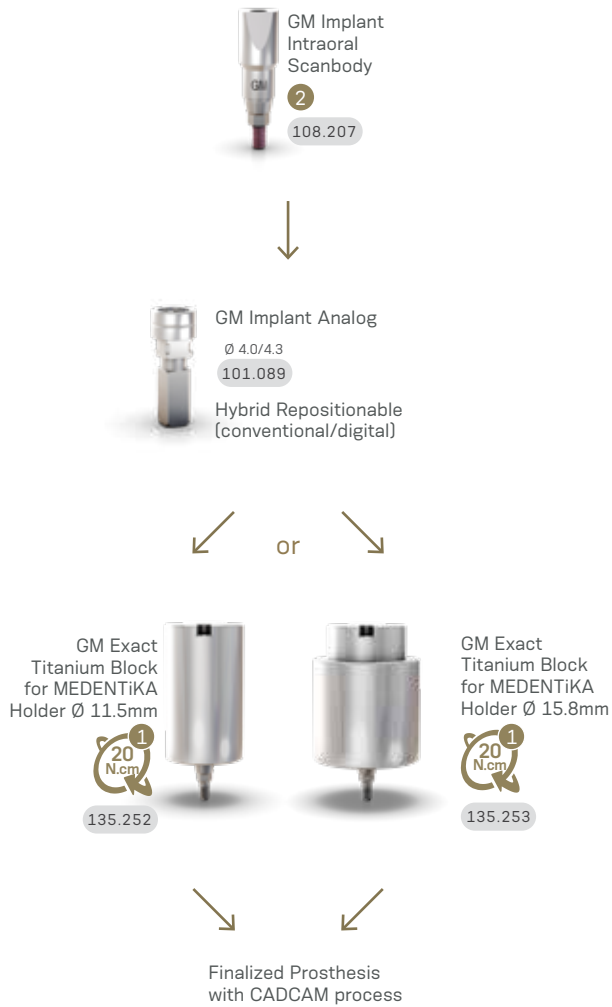 GM Implant
Intraoral
Scanbody
GM
2
108.207
GM Implant Analog
Ø 4.0/4.3
101.089
Hybrid Repositionable
(conventional/digital)
or
GM Exact
Titanium Block
for MEDENTiKA
Holder Ø 11.5mm
1
20
N.cm
135.252
GM Exact
Titanium Block
for MEDENTiKA
Holder Ø 15.8mm
1
20
N.cm
135.253
Finalized Prosthesis
with CADCAM process